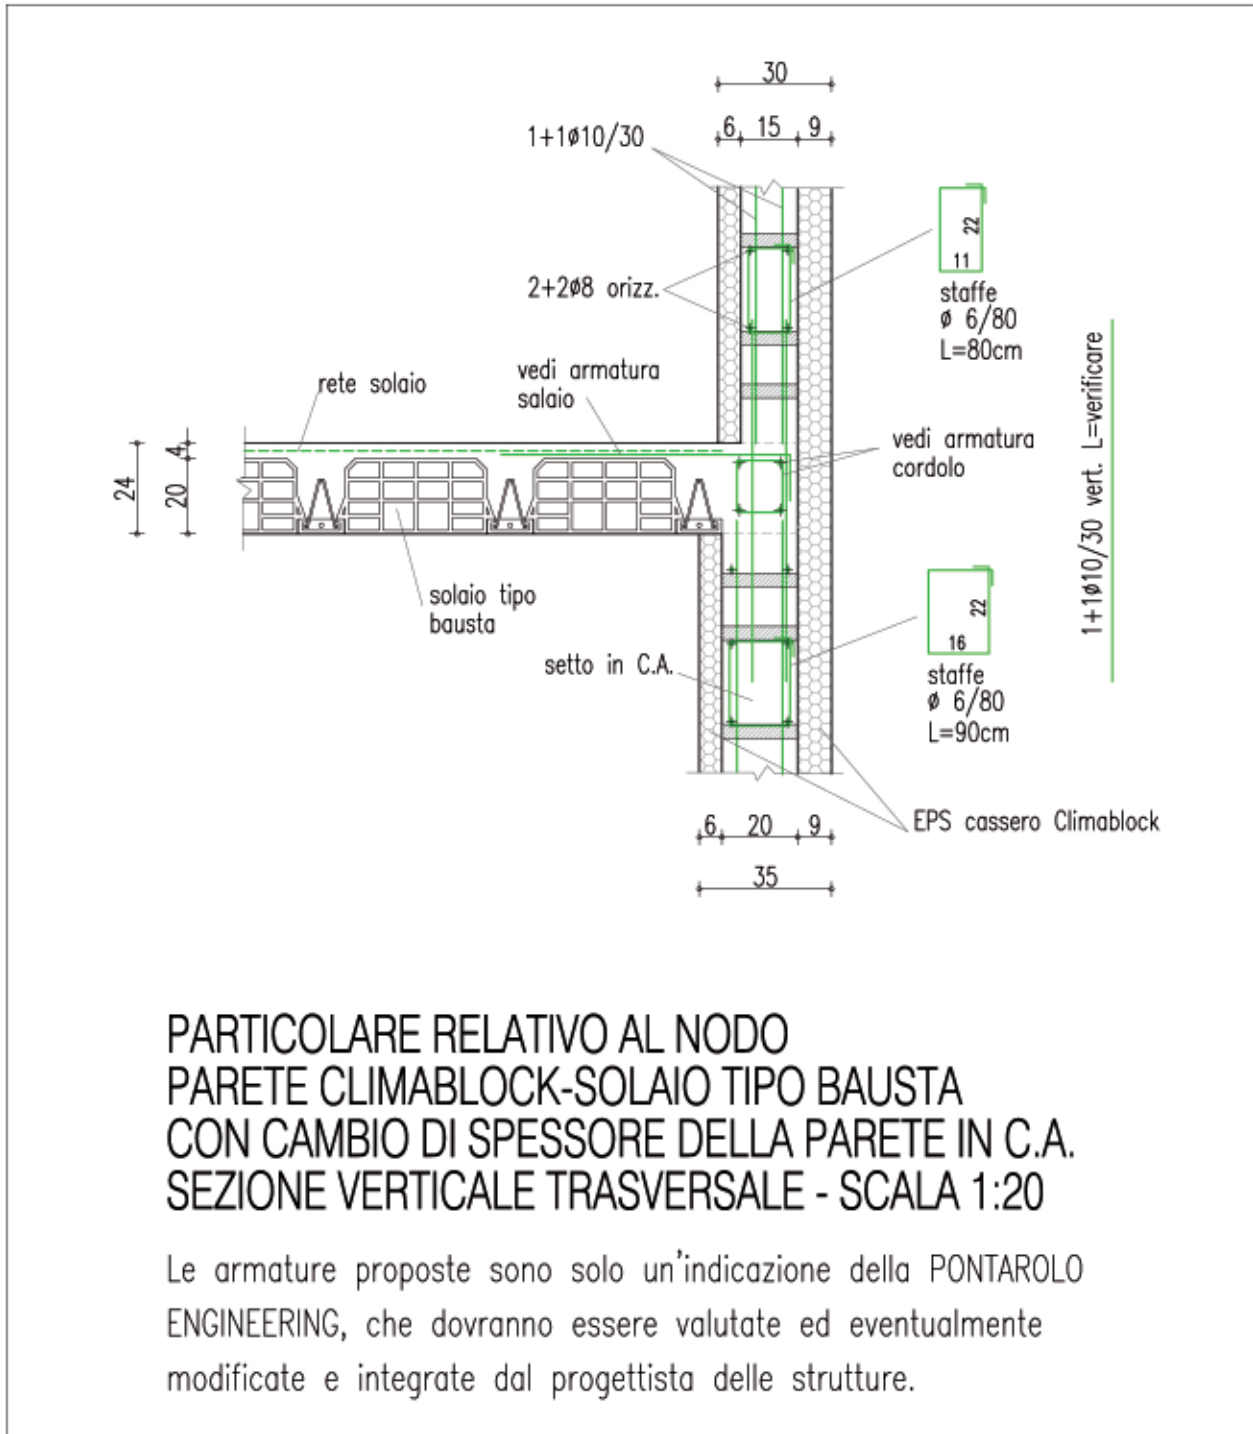 30
6 15 9
1+1ø10/30
22
11
2+2ø8 orizz.
staffe
ø 6/80
L=80cm
vedi armatura
salaio
rete solaio
vedi armatura
cordolo
1+1ø10/30 vert. L=verificare
4
24
20
solaio tipo
bausta
22
16
setto in C.A.
staffe
ø 6/80
L=90cm
EPS cassero Climablock
6 20 9
35
PARTICOLARE RELATIVO AL NODO
PARETE CLIMABLOCK-SOLAIO TIPO BAUSTA
CON CAMBIO DI SPESSORE DELLA PARETE IN C.A.
SEZIONE VERTICALE TRASVERSALE - SCALA 1:20
Le armature proposte sono solo un'indicazione della PONTAROLO
ENGINEERING, che dovranno essere valutate ed eventualmente
modificate e integrate dal progettista delle strutture.